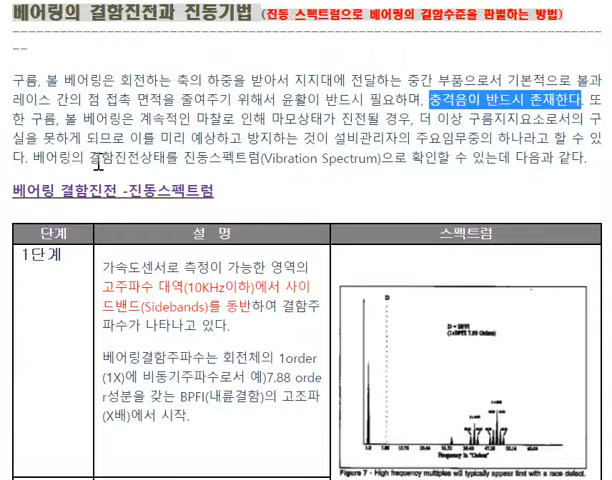 베어링의 결함진전과 진동기법 (진동 스펙트럼으로 베어링의 결함수준을 판별하는 방법)
구름, 볼 베어링은 회전하는 축의 하중을 받아서 지지대에 전달하는 중간 부품으로서 기본적으로 볼과
레이스 간의 점 접촉 면적을 줄여주기 위해서 윤활이 반드시 필요하며, 충격음이 반드시 존재한다. 또
한 구름, 볼 베어링은 계속적인 마찰로 인해 마모상태가 진전될 경우, 더 이상 구름지지요소로서의 구
실을 못하게 되므로 이를 미리 예상하고 방지하는 것이 설비관리자의 주요임무중의 하나라고 할 수 있
다. 베어링의 결함진전상태를 진동스펙트럼(Vibration Spectrum)으로 확인할 수 있는데 다음과 같다.
베어링 결함진전 -진동스펙트럼
단계
설 명
스펙트럼
1단계
가속도센서로 측정이 가능한 영역의
고주파수 대역(10KHz이하)에서 사이
드밴드(Sidebands)를 동반하여 결함주
파수가 나타나고 있다.
베어링결함주파수는 회전체의 1order
(1X)에 비동기주파수로서 예)7.88 orde
r성분을 갖는 BPFI(내륜결함)의 고조파
(X배)에서 시작.
D
D = BPFI
(1xBPFI 7.88 Orders)
1.0
Frequency in "Orders"
Figure 7 - High frequency multiples will typically appear first with a race defect.